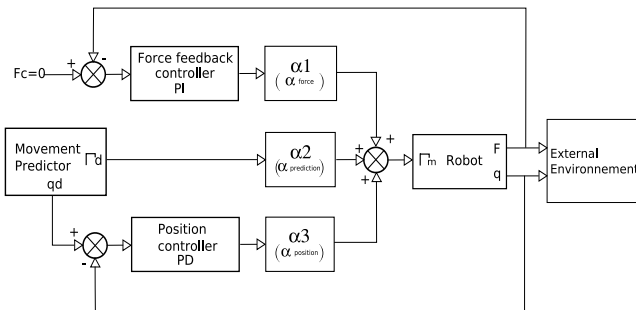 +
-
Fc=0
Force feedback
controller
PI
α1
(α force)
+
Movement
Predictor
Γd
qd
α2
(α prediction)
+
+
Γm Robot
F
q
External
Environnement
+
-
Position
controller
PD
α3
(α position)